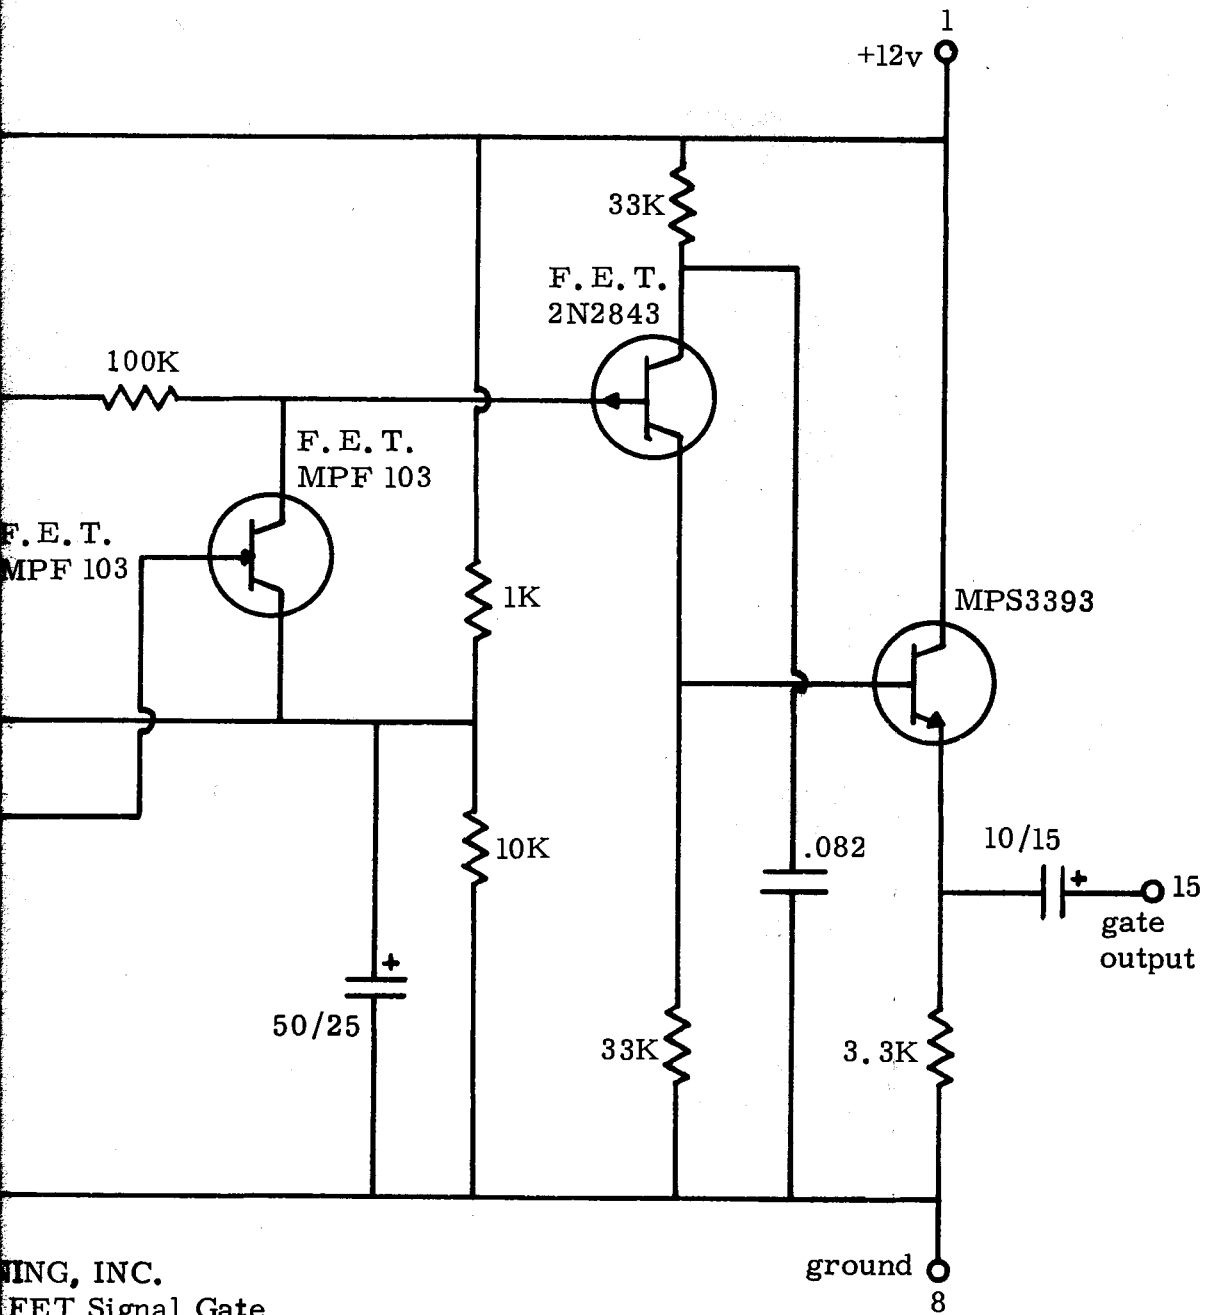 1
+12v
33K
F. E. T.
2N2843
100K
F. E. T.
MPF 103
F. E. T.
MPF 103
1K
MPS3393
10K
.082
10/15
+
15
gate
output
+
50/25
33K
3. 3K
ground
8
INC.
FET Signal Gate